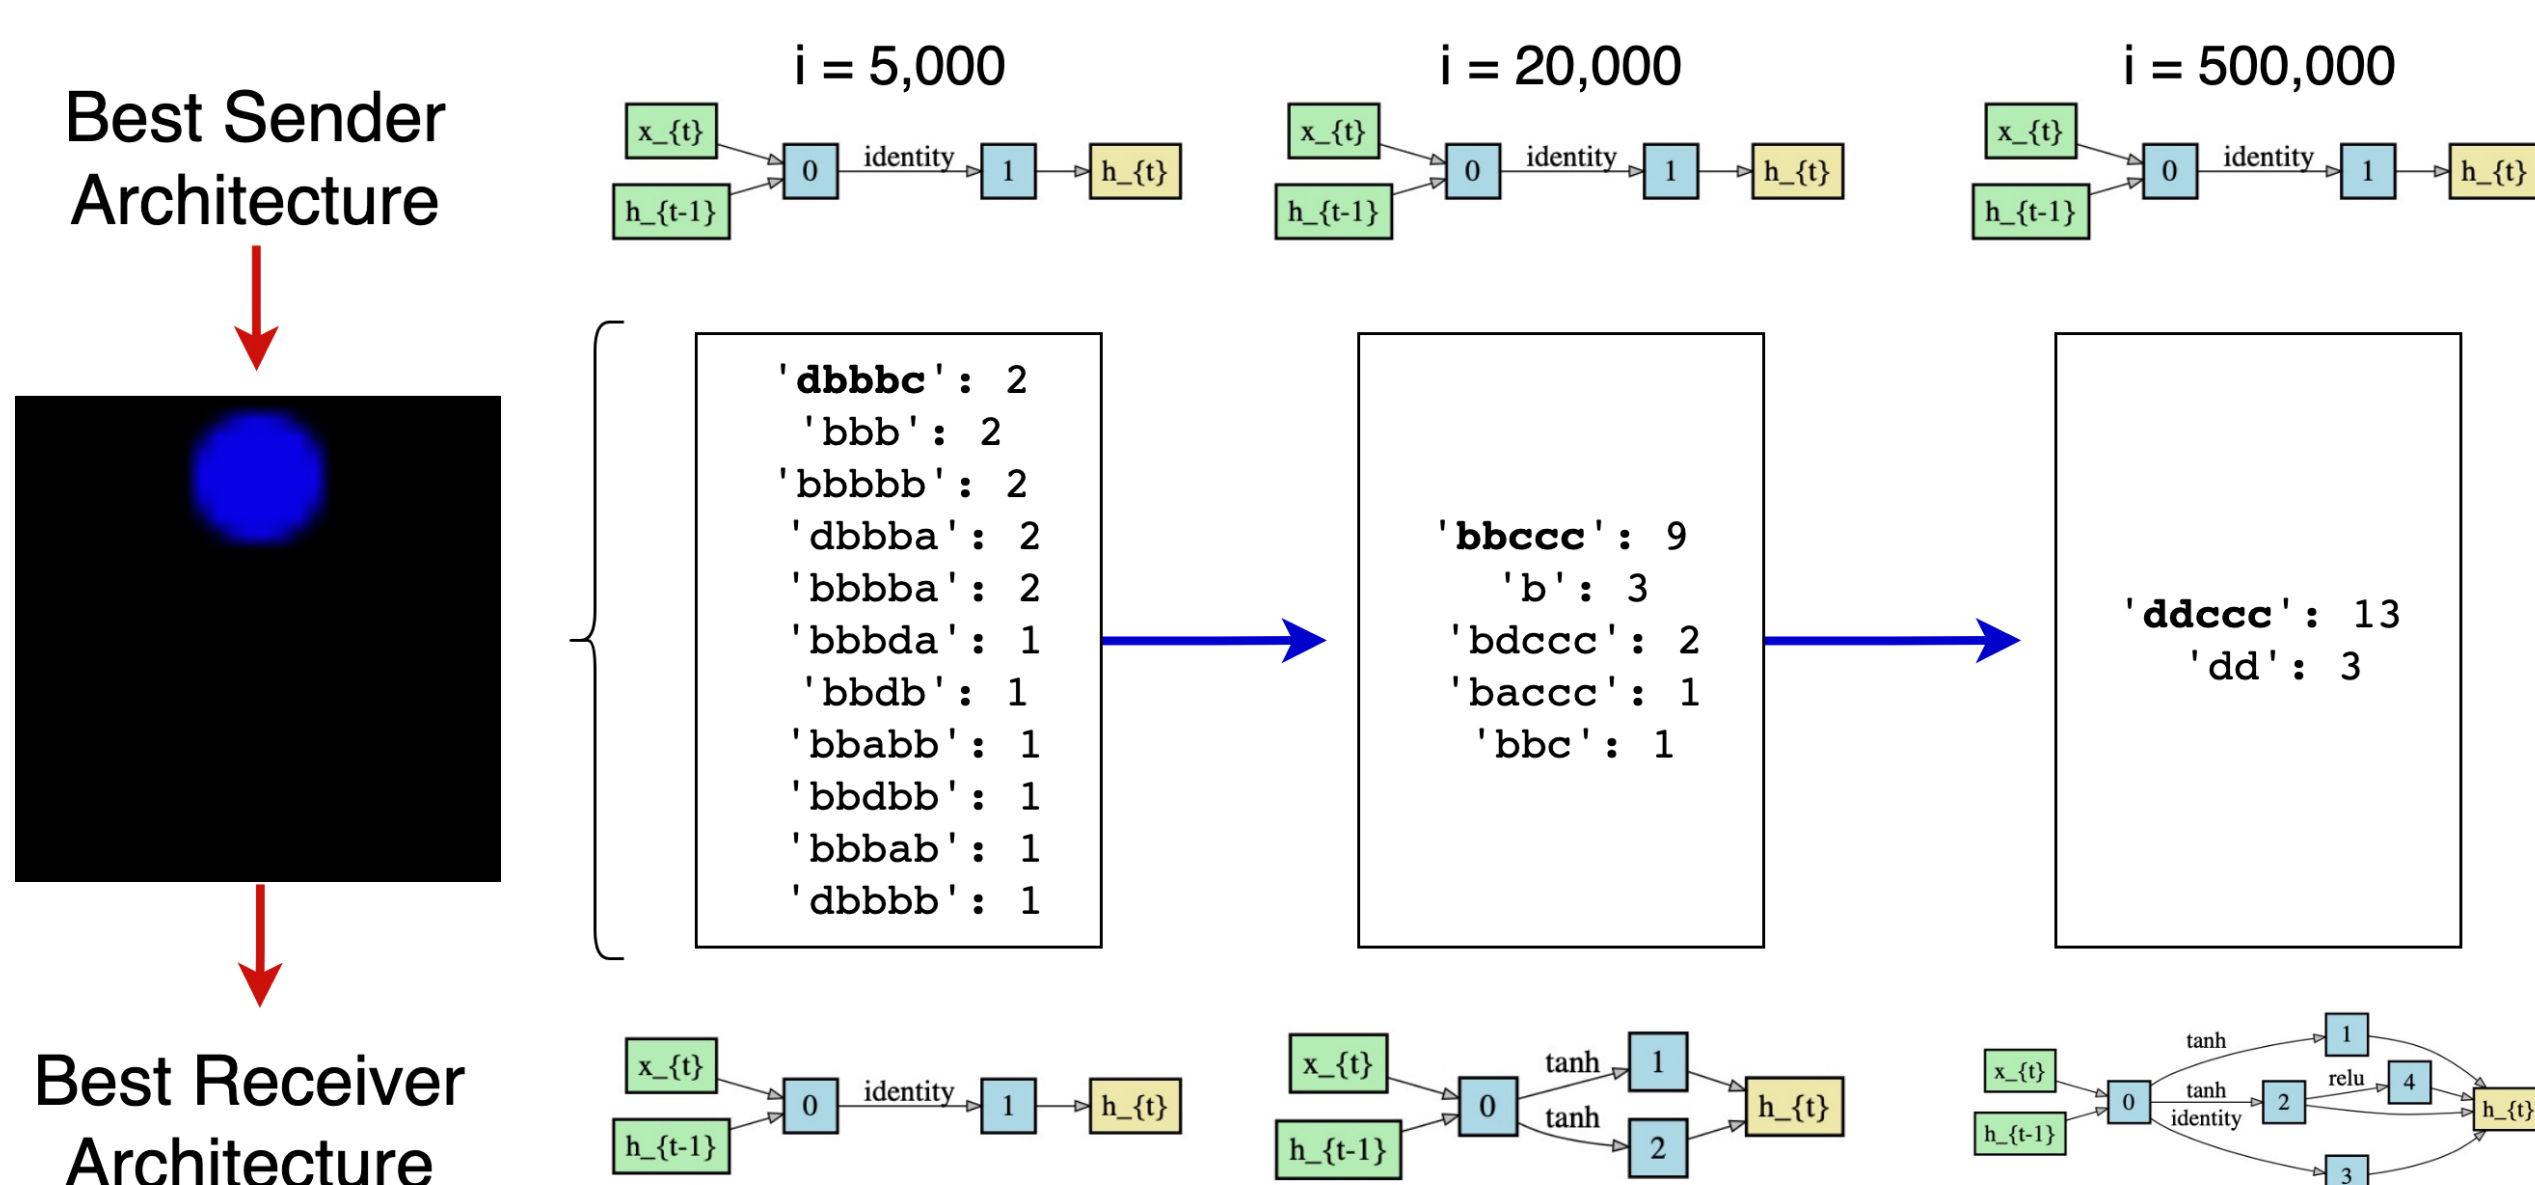 i = 5,000
i = 20,000
i = 500,000
Best Sender
Architecture
x_{t}
h_{t-1}
0
identity
1
h_{t}
x_{t}
h_{t-1}
0
identity
1
h_{t}
x_{t}
h_{t-1}
0
identity
1
h_{t}
'dbbbc': 2
'bbb': 2
'bbbbb': 2
'dbbba': 2
'bbbba': 2
'bbbda': 1
'bbdb': 1
'bbabb': 1
'bbdbb': 1
'bbbab': 1
'dbbbb': 1
'bbccc': 9
'b': 3
'bdccc': 2
'baccc': 1
'bbc': 1
'ddccc': 13
'dd': 3
Best Receiver
Architecture
x_{t}
h_{t-1}
0
identity
1
h_{t}
x_{t}
h_{t-1}
0
tanh
tanh
1
2
h_{t}
x_{t}
h_{t-1}
0
tanh
1
tanh
2
relu
4
identity
3
h_{t}